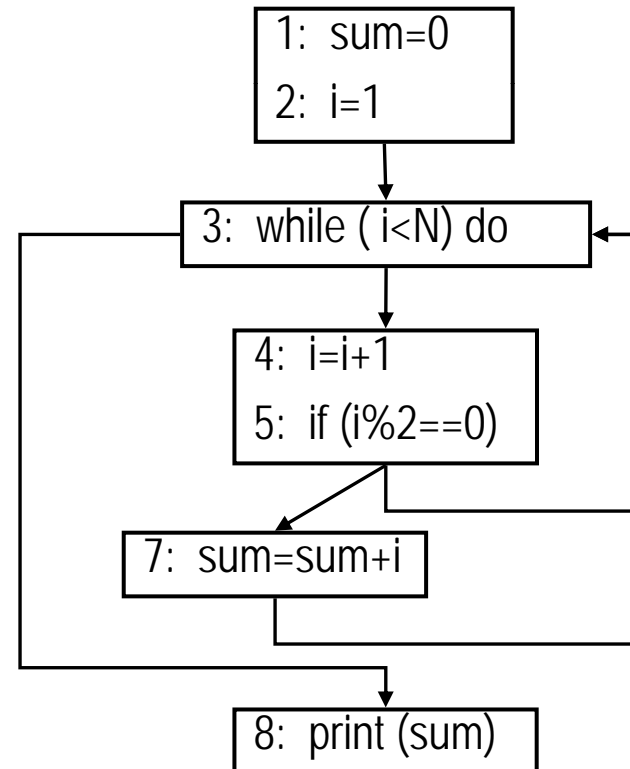 1: sum=0
2: i=1
3: while ( i<N) do
4: i=i+1
5: if (i%2==0)
7: sum=sum+i
8: print (sum)